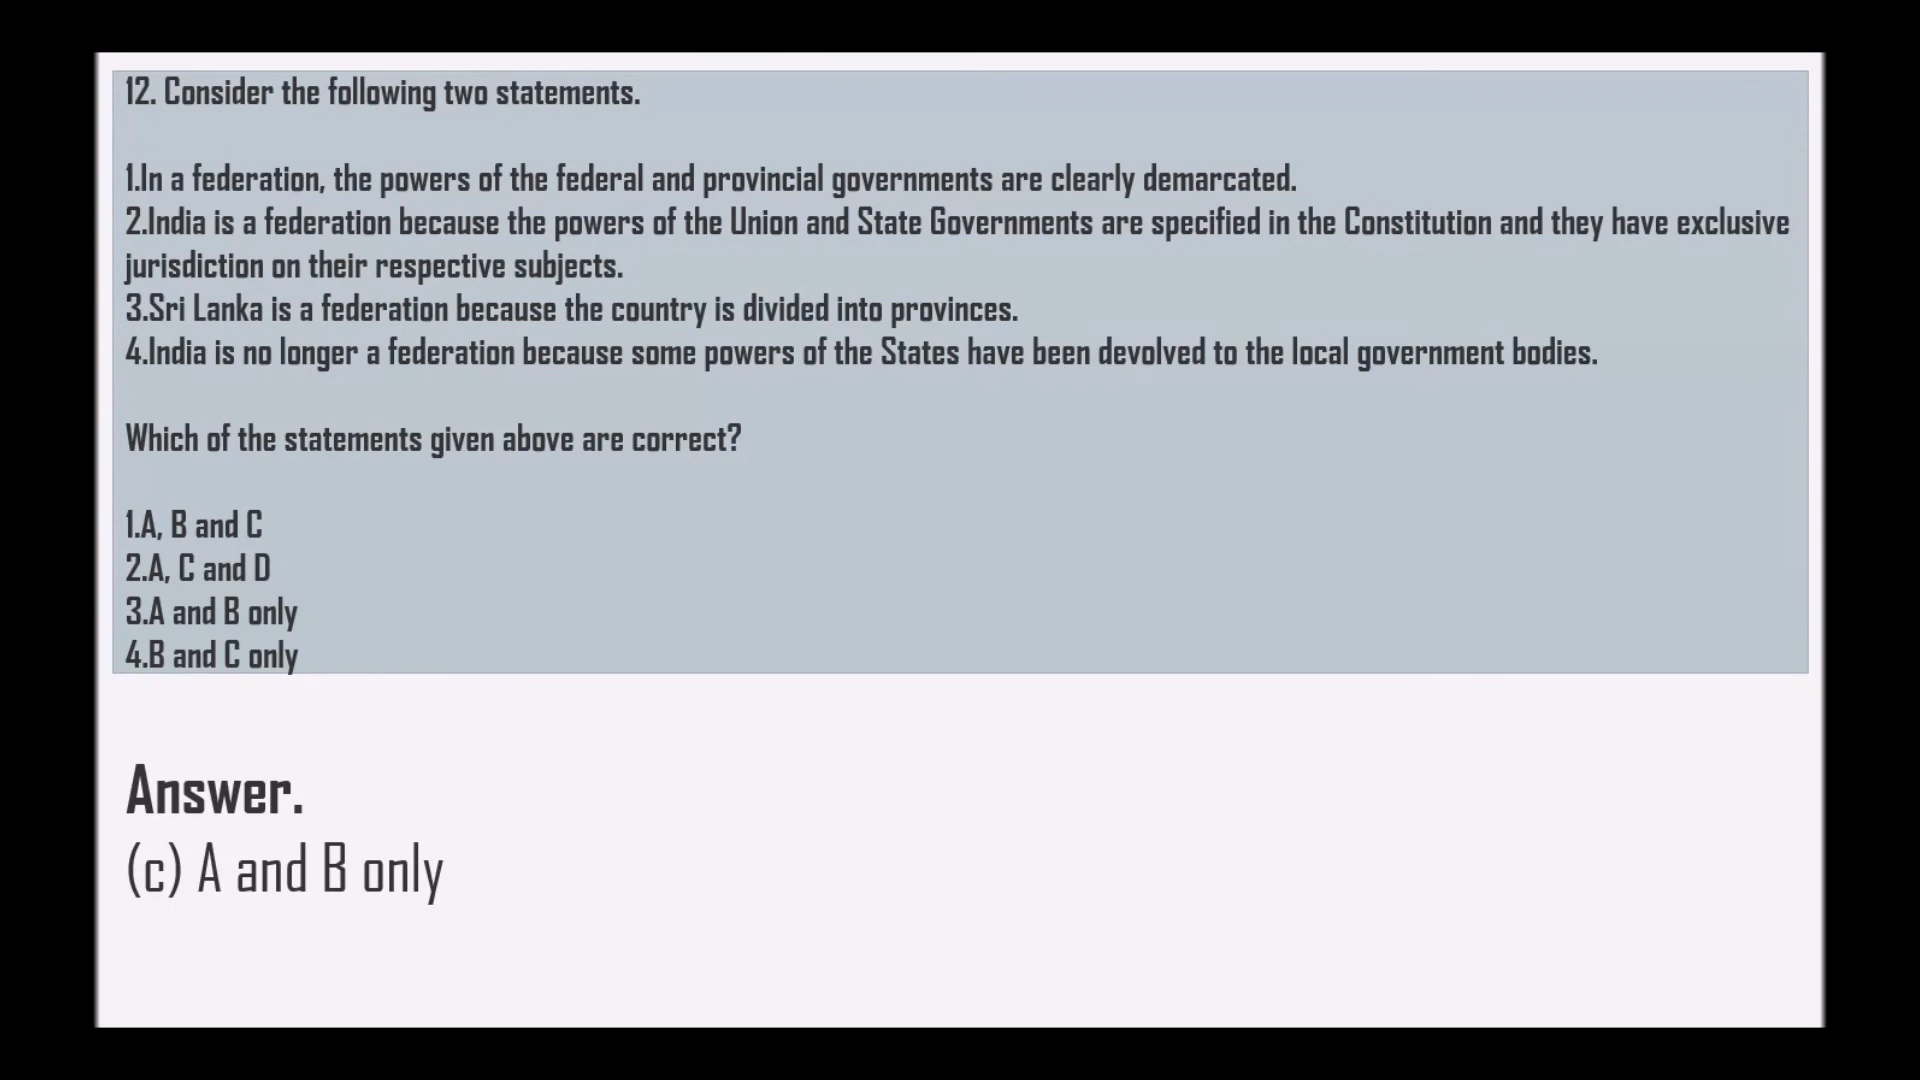 12. Consider the following two statements.
1.In a federation, the powers of the federal and provincial governments are clearly demarcated.
2.India is a federation because the powers of the Union and State Governments are specified in the Constitution and they have exclusive
jurisdiction on their respective subjects.
3.Sri Lanka is a federation because the country is divided into provinces.
4.India is no longer a federation because some powers of the States have been devolved to the local government bodies.
Which of the statements given above are correct?
1.A, B and C
2.A, C and D
3.A and B only
4.B and C only
Answer.
(c) A and B only